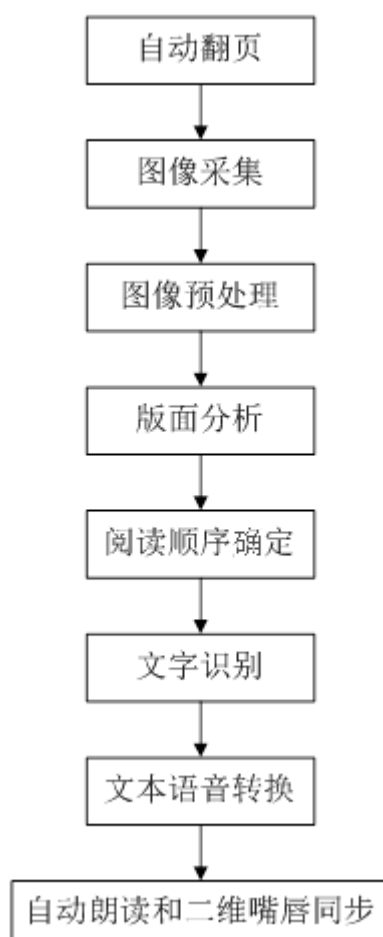 自动翻页
图像采集
图像预处理
版面分析
阅读顺序确定
文字识别
文本语音转换
自动朗读和二维嘴唇同步